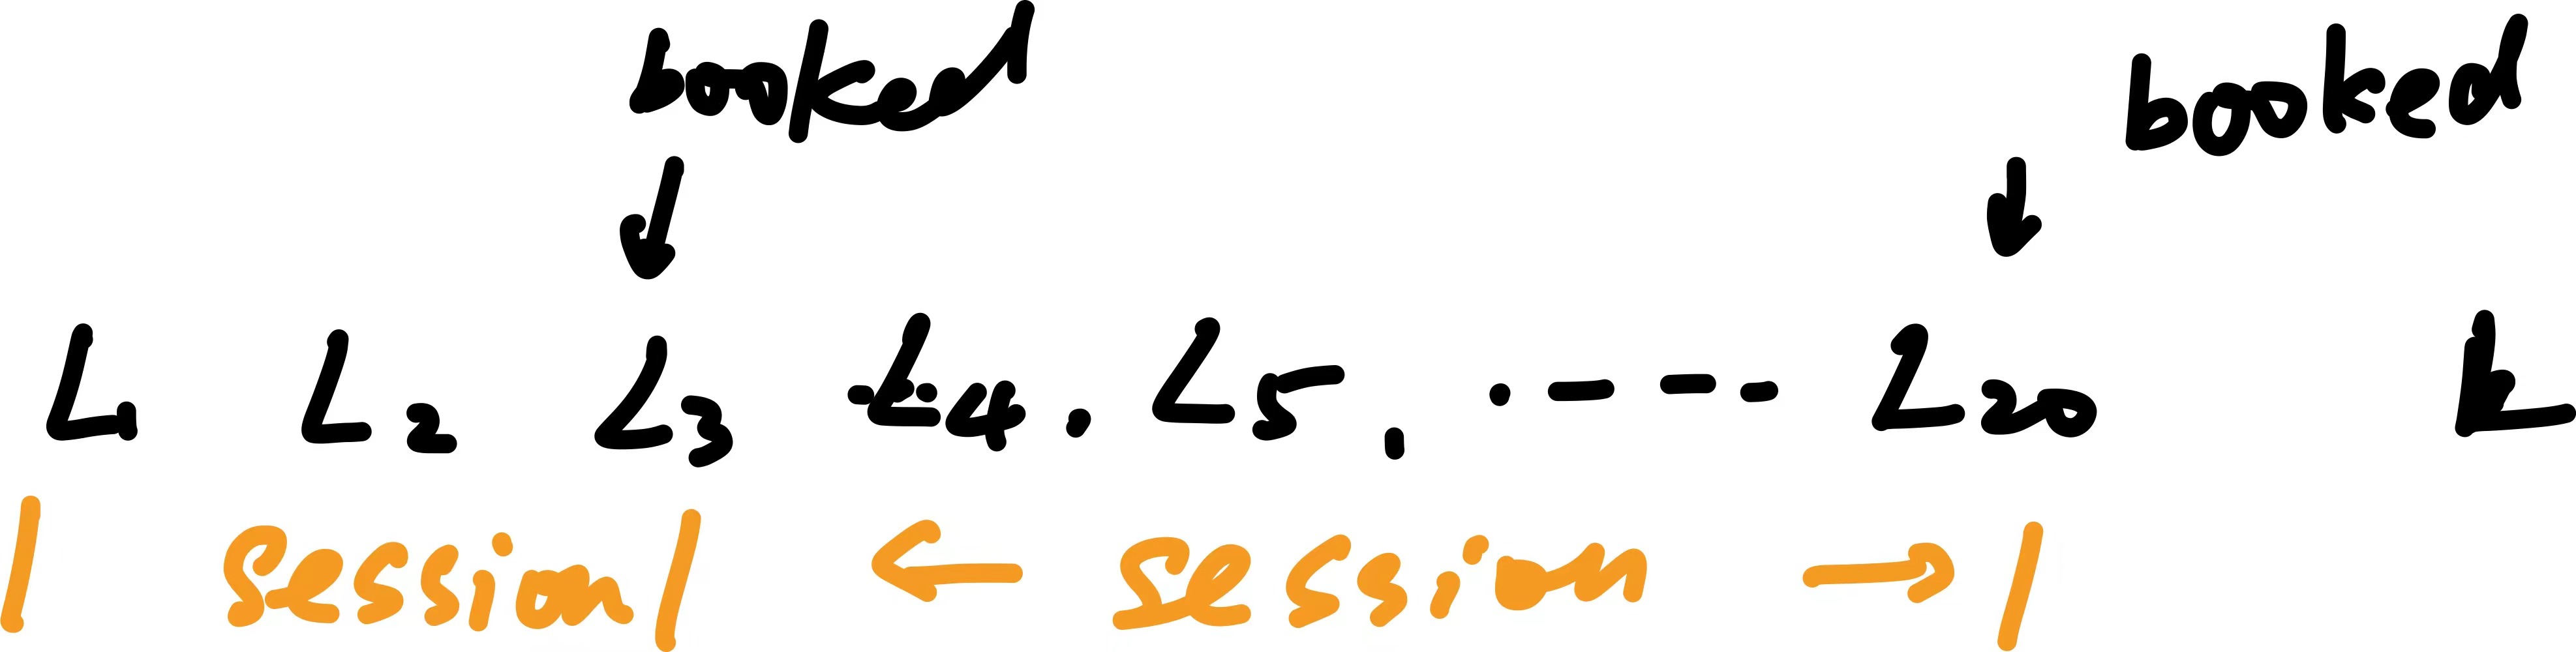 booked booked
L1 L2 L3 L4. L5, .---- L20 L
| session | ← session → |